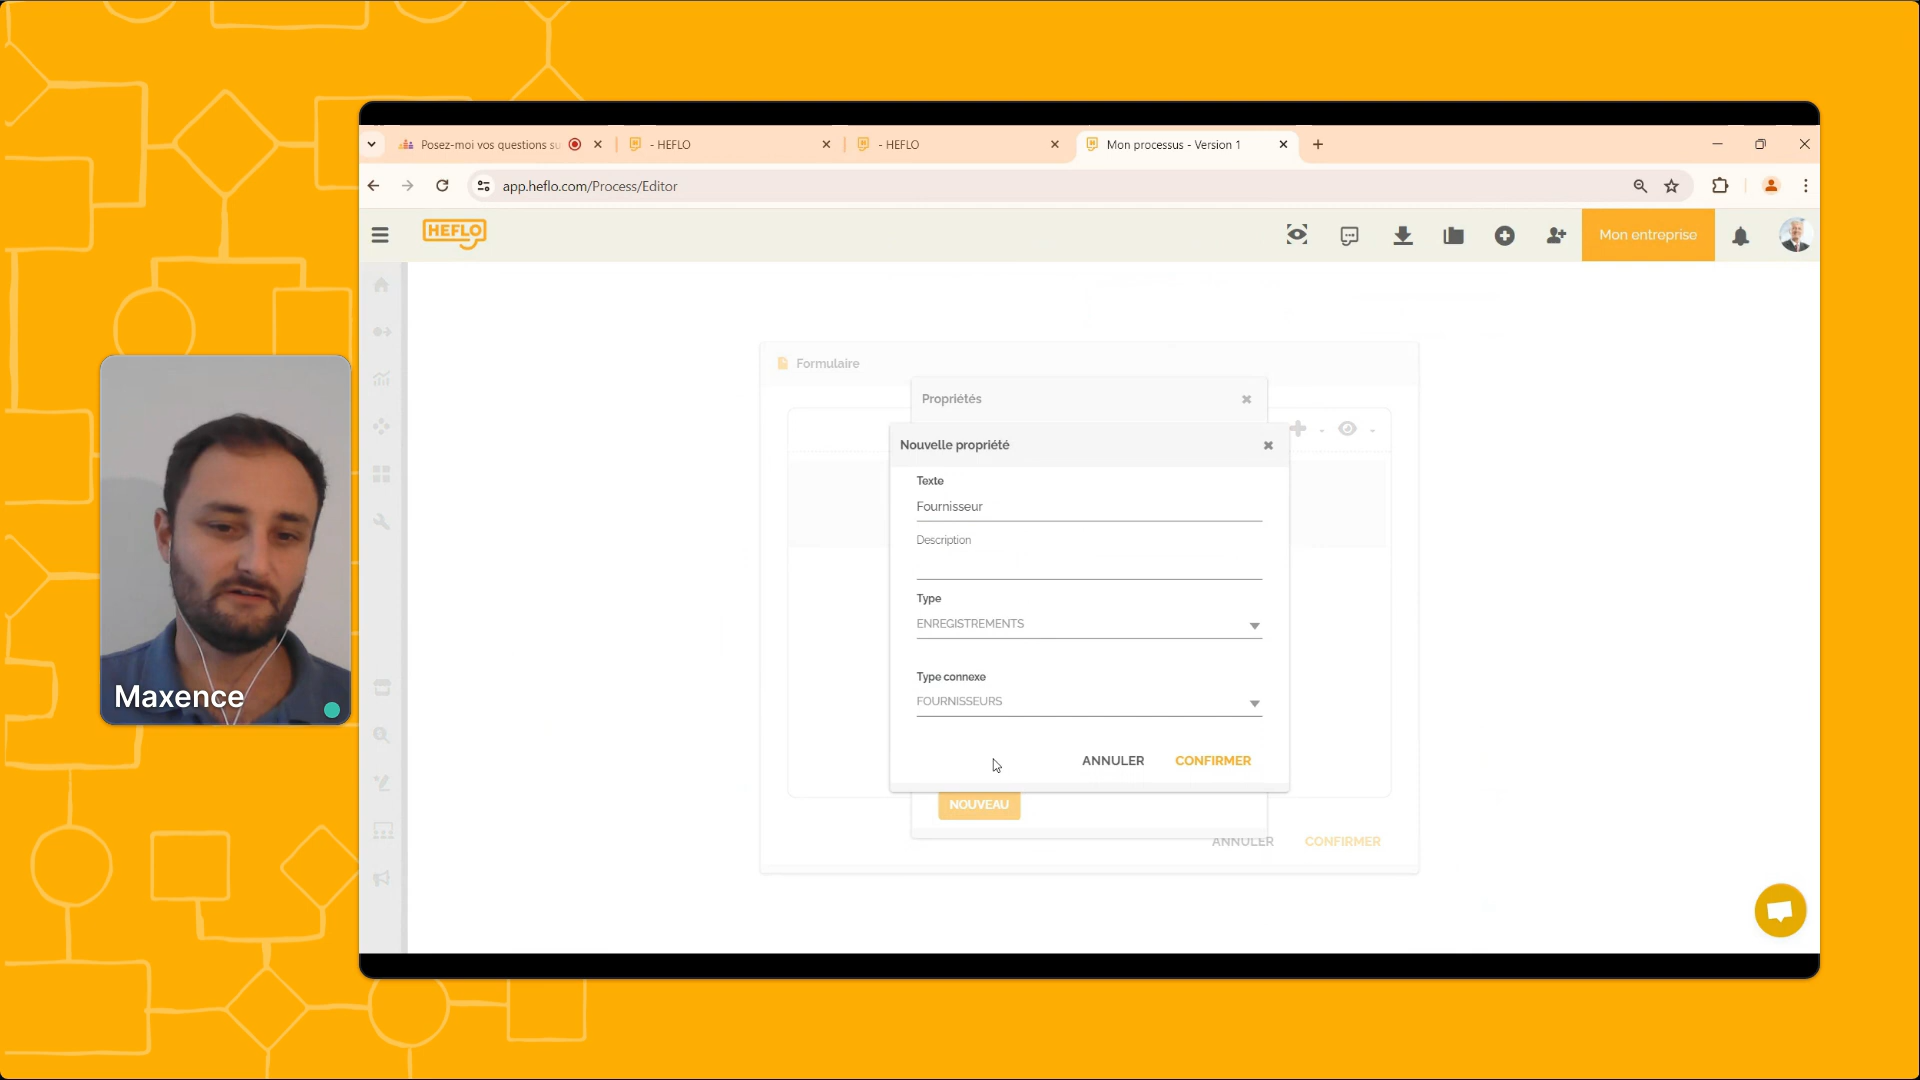 Posez-moi vos questions su
- HEFLO
- HEFLO
Mon processus - Version 1
app.heflo.com/Process/Editor
HEFLO
Mon entreprise
Formulaire
Propriétés
Nouvelle propriété
Texte
Fournisseur
Description
Type
ENREGISTREMENTS
Type connexe
FOURNISSEURS
ANNULER
CONFIRMER
NOUVEAU
ANNULER
CONFIRMER
Maxence